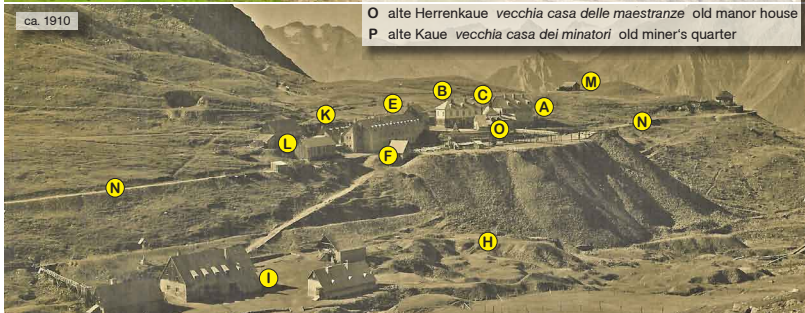 ca. 1910
O alte Herrenkaue vecchia casa delle maestranze old manor house
P alte Kaue vecchia casa dei minatori old miner's quarter
M
B
C
E
A
K
N
O
L
F
N
H
I